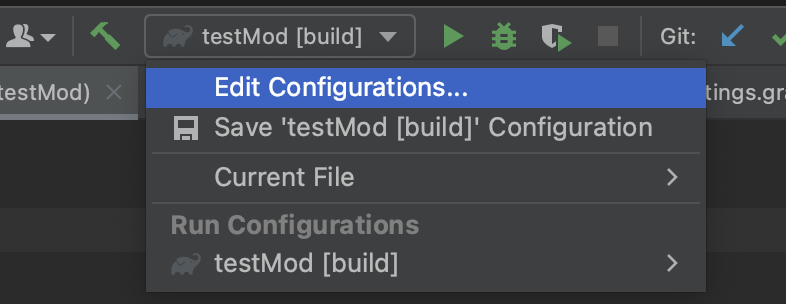 testMod [build]
Git:
testMod)
tings.gra
Edit Configurations...
Save 'testMod [build]' Configuration
Current File
Run Configurations
testMod [build]